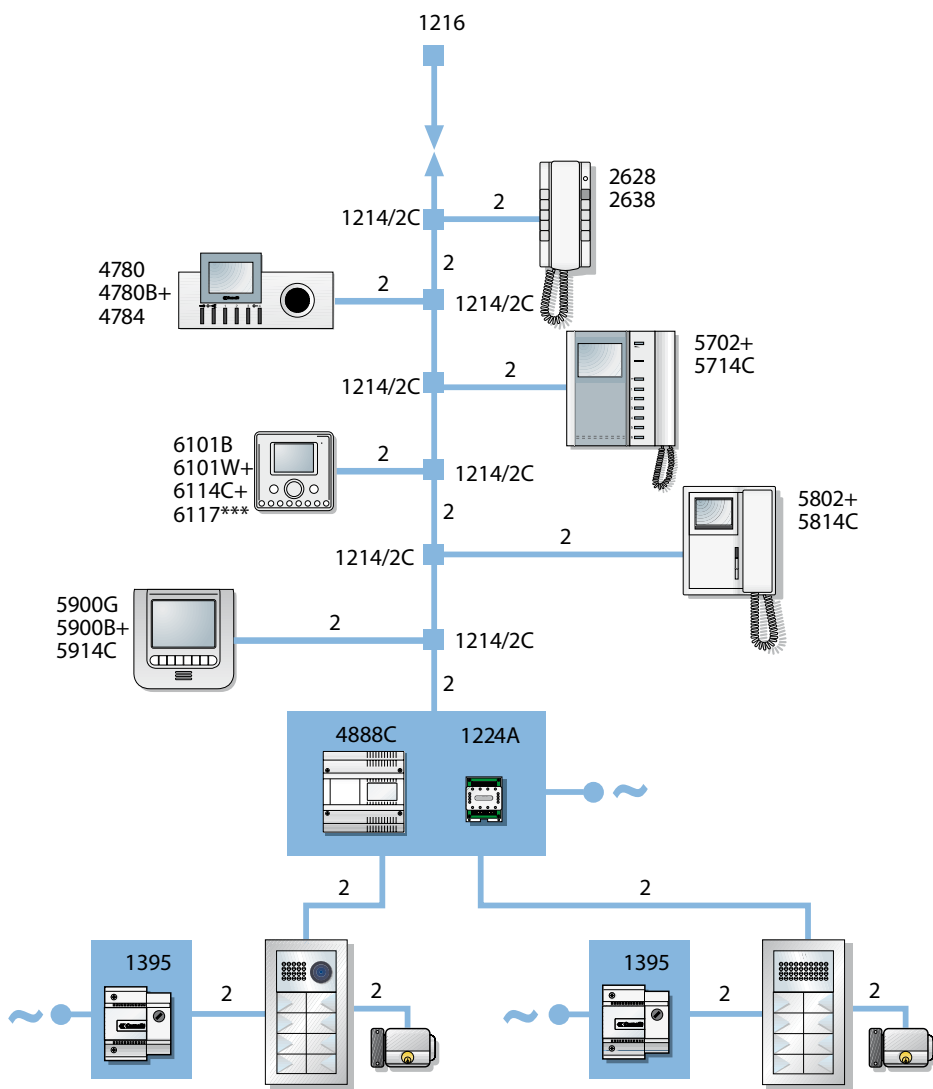 1216
2628
2638
2
1214/2C
2
4780
4780B+
4784
2
1214/2C
5702+
5714C
2
1214/2C
6101B
6101W+
6114C+
6117***
2
1214/2C
2
5802+
5814C
2
1214/2C
5900G
5900B+
5914C
2
1214/2C
2
4888C
1224A
2
2
1395
2
2
1395
2
2